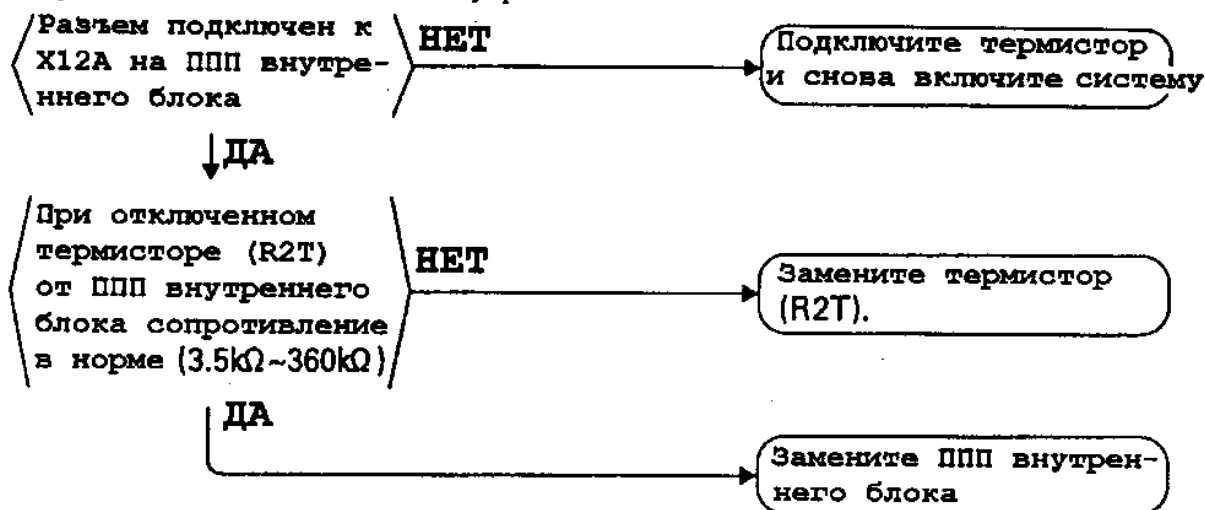 Разъем подключен к
X12A на ППП внутре-
ннего блока
НЕТ
Подключите термистор
и снова включите систему
ДА
При отключенном
термисторе (R2T)
от ППП внутреннего
блока сопротивление
в норме (3.5kΩ~360kΩ)
НЕТ
Замените термистор
(R2T).
ДА
Замените ППП внутрен-
него блока